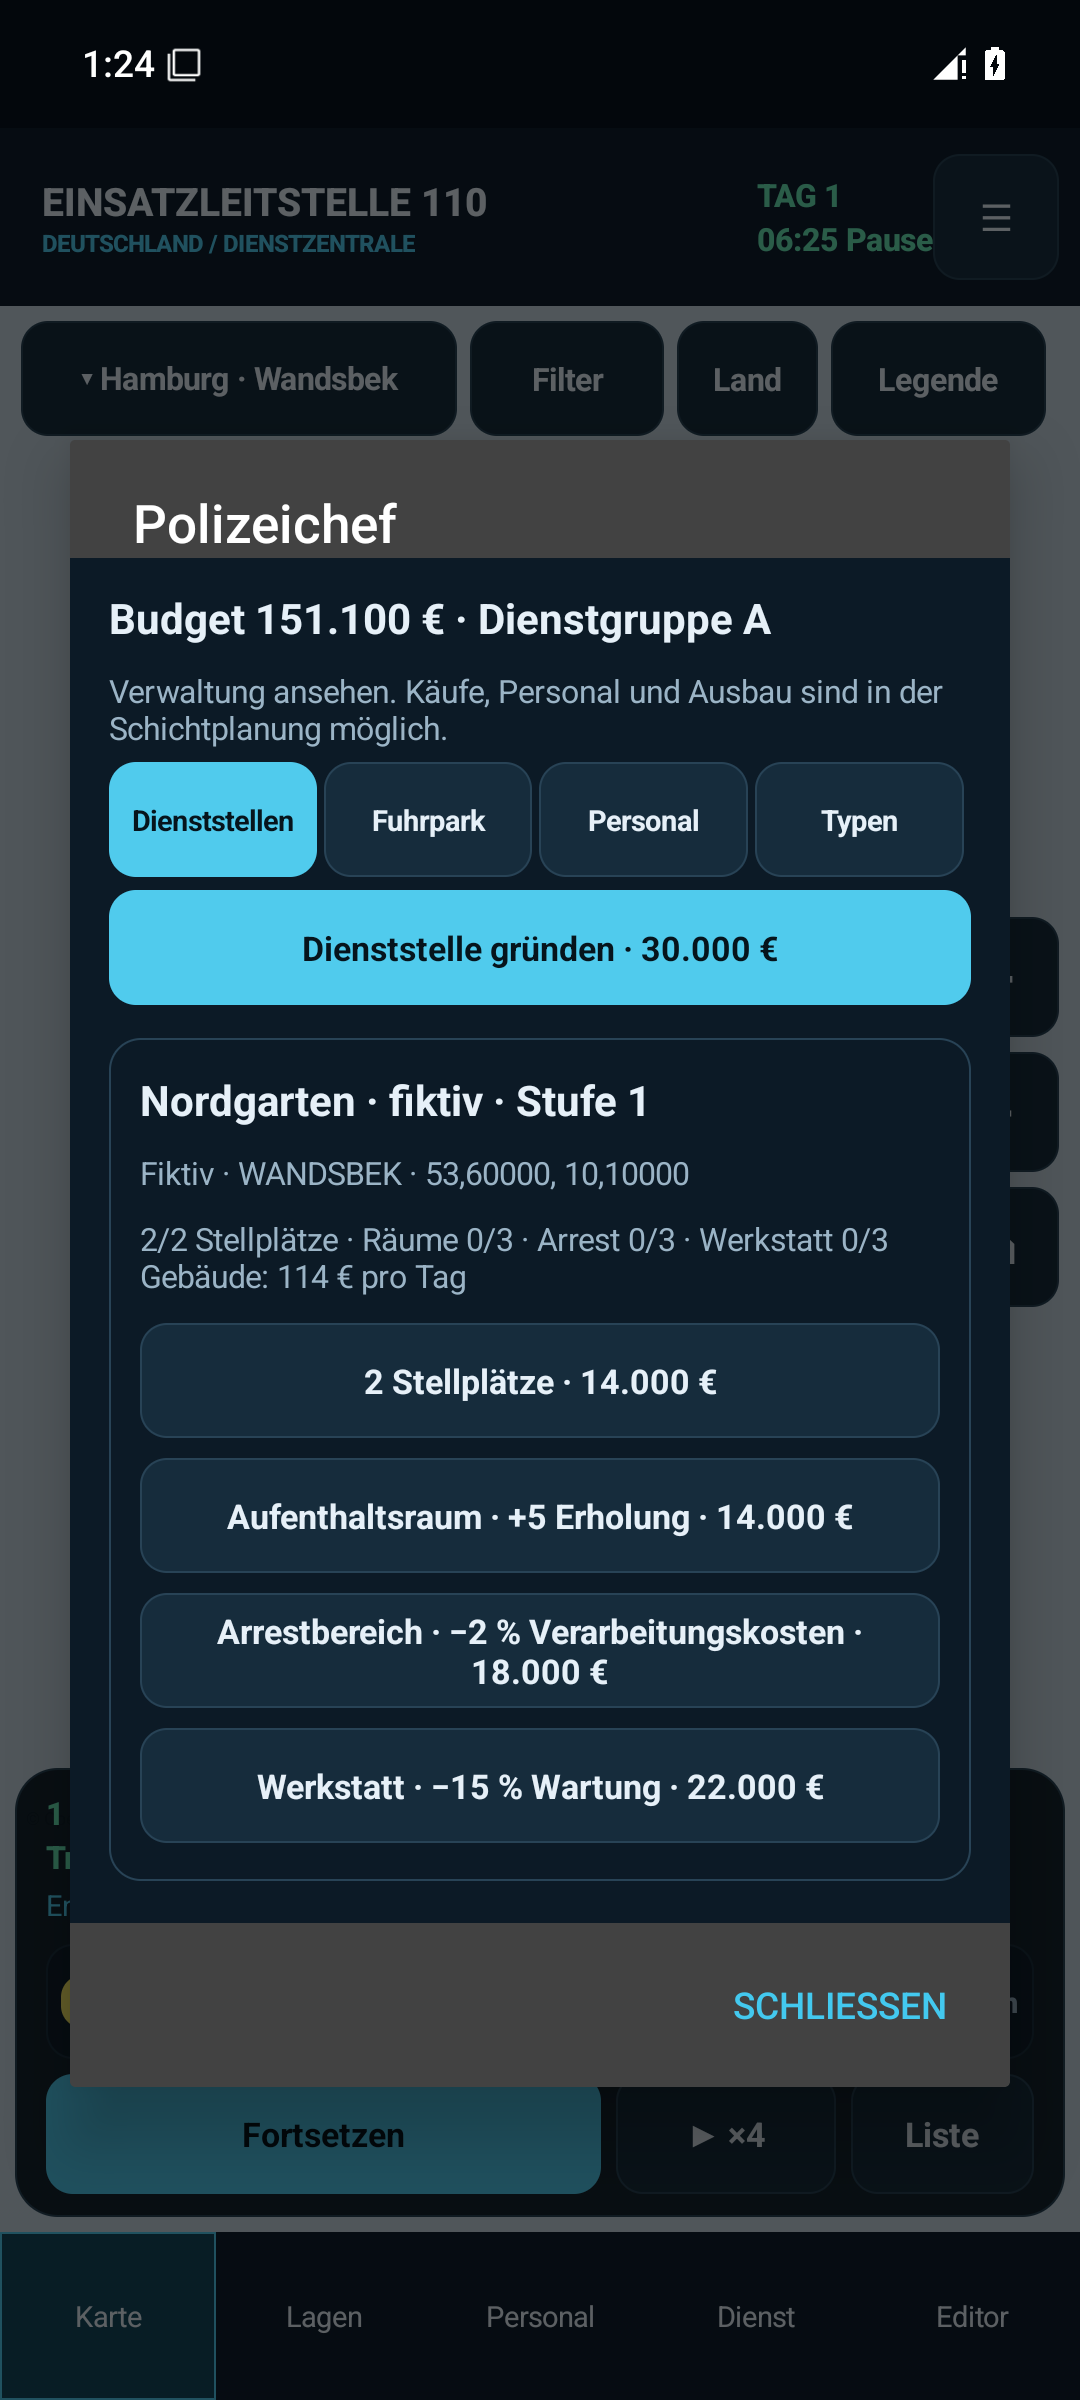 1:24
EINSATZLEITSTELLE 110
DEUTSCHLAND / DIENSTZENTRALE
TAG 1
06:25 Pause
☰
▾ Hamburg · Wandsbek
Filter
Land
Legende
Polizeichef
Budget 151.100 € · Dienstgruppe A
Verwaltung ansehen. Käufe, Personal und Ausbau sind in der
Schichtplanung möglich.
Dienststellen
Fuhrpark
Personal
Typen
Dienststelle gründen · 30.000 €
Nordgarten · fiktiv · Stufe 1
Fiktiv · WANDSBEK · 53,60000, 10,10000
2/2 Stellplätze · Räume 0/3 · Arrest 0/3 · Werkstatt 0/3
Gebäude: 114 € pro Tag
2 Stellplätze · 14.000 €
Aufenthaltsraum · +5 Erholung · 14.000 €
Arrestbereich · −2 % Verarbeitungskosten ·
18.000 €
Werkstatt · −15 % Wartung · 22.000 €
1
SCHLIESSEN
Fortsetzen
▶ ×4
Liste
Karte
Lagen
Personal
Dienst
Editor